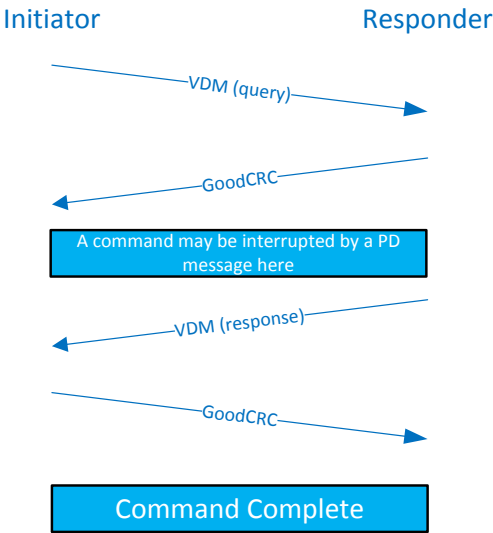 Initiator Responder
VDM (query)
GoodCRC
A command may be interrupted by a PD
message here
VDM (response)
GoodCRC
Command Complete